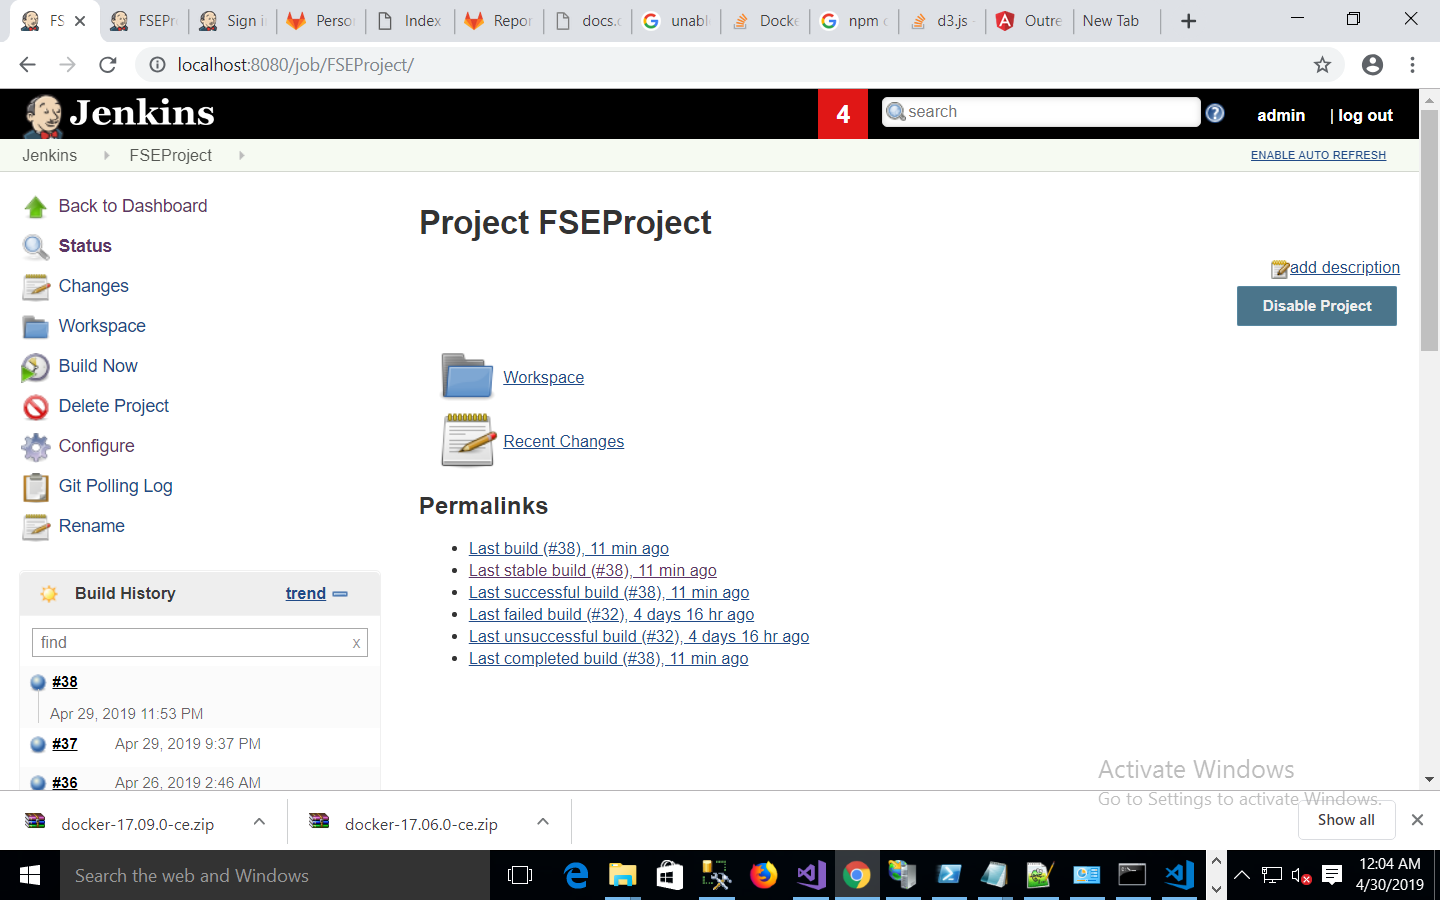 FS
FSEPr
Sign i
Person
Index
Repor
docs.
unabl
Docke
npm
d3.js
Outre
New Tab
localhost:8080/job/FSEProject/
Jenkins
4
search
admin
| log out
Jenkins
FSEProject
ENABLE AUTO REFRESH
Back to Dashboard
Status
Changes
Workspace
Build Now
Delete Project
Configure
Git Polling Log
Rename
Build History
trend
find
x
#38
Apr 29, 2019 11:53 PM
#37
Apr 29, 2019 9:37 PM
#36
Apr 26, 2019 2:46 AM
Project FSEProject
add description
Disable Project
Workspace
Recent Changes
Permalinks
Last build (#38), 11 min ago
Last stable build (#38), 11 min ago
Last successful build (#38), 11 min ago
Last failed build (#32), 4 days 16 hr ago
Last unsuccessful build (#32), 4 days 16 hr ago
Last completed build (#38), 11 min ago
Activate Windows
Go to Settings to activate Windows.
docker-17.09.0-ce.zip
docker-17.06.0-ce.zip
Show all
Search the web and Windows
12:04 AM
4/30/2019